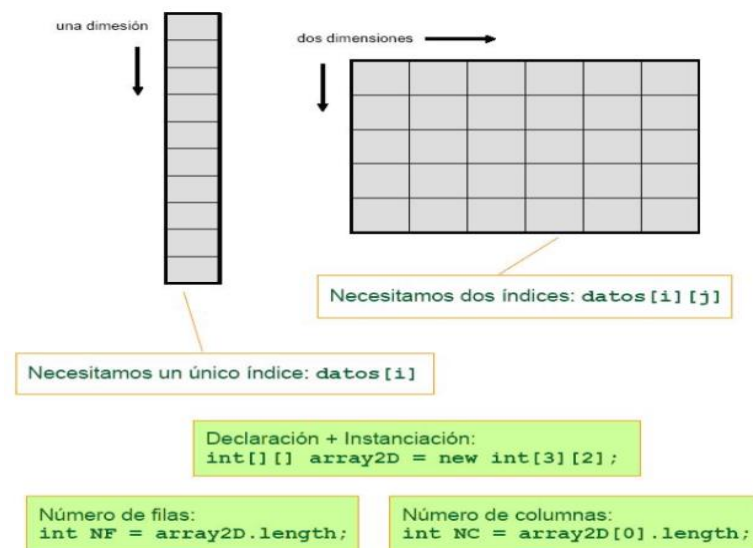 una dimesión
dos dimensiones
Necesitamos dos índices: datos[i][j]
Necesitamos un único índice: datos[i]
Declaración + Instanciación:
int[][] array2D = new int[3][2];
Número de filas:
int NF = array2D.length;
Número de columnas:
int NC = array2D[0].length;